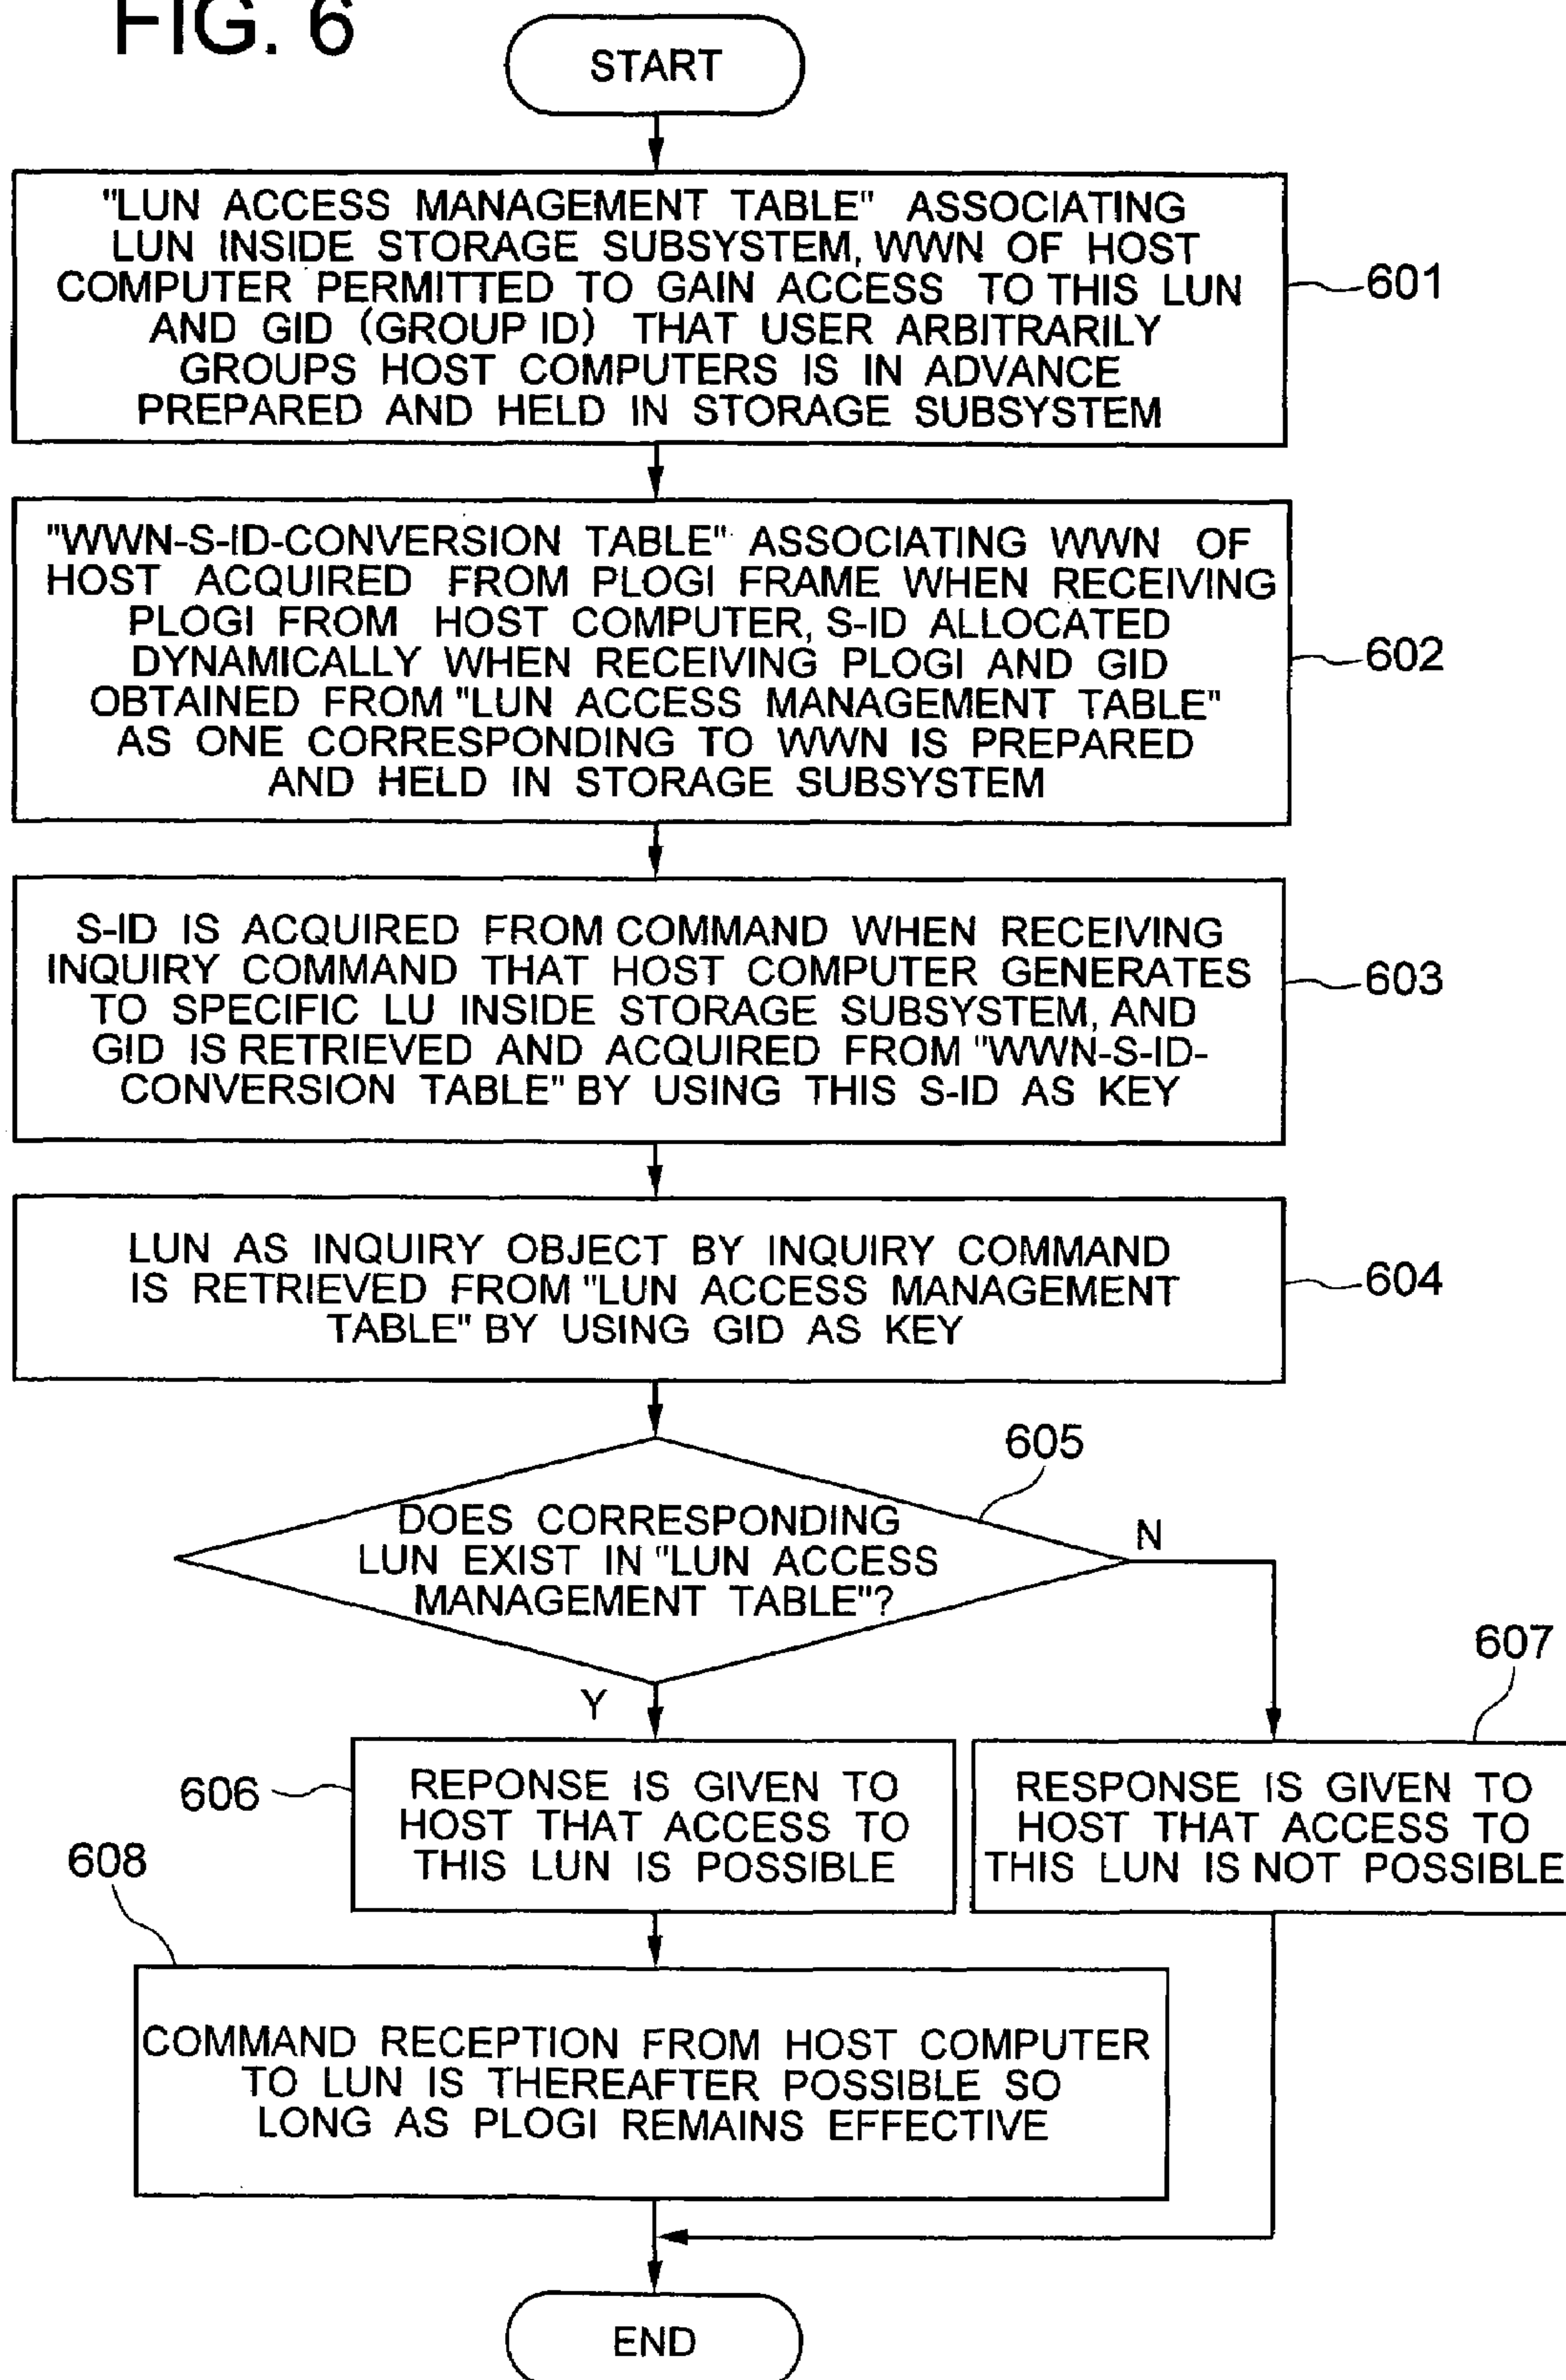 FIG. 6
START
"LUN ACCESS MANAGEMENT TABLE" ASSOCIATING
LUN INSIDE STORAGE SUBSYSTEM, WWN OF HOST
COMPUTER PERMITTED TO GAIN ACCESS TO THIS LUN
AND GID (GROUP ID) THAT USER ARBITRARILY
GROUPS HOST COMPUTERS IS IN ADVANCE
PREPARED AND HELD IN STORAGE SUBSYSTEM
601
"WWN-S-ID-CONVERSION TABLE" ASSOCIATING WWN OF
HOST ACQUIRED FROM PLOGI FRAME WHEN RECEIVING
PLOGI FROM HOST COMPUTER, S-ID ALLOCATED
DYNAMICALLY WHEN RECEIVING PLOGI AND GID
OBTAINED FROM "LUN ACCESS MANAGEMENT TABLE"
AS ONE CORRESPONDING TO WWN IS PREPARED
AND HELD IN STORAGE SUBSYSTEM
602
S-ID IS ACQUIRED FROM COMMAND WHEN RECEIVING
INQUIRY COMMAND THAT HOST COMPUTER GENERATES
TO SPECIFIC LU INSIDE STORAGE SUBSYSTEM, AND
GID IS RETRIEVED AND ACQUIRED FROM "WWN-S-ID-
CONVERSION TABLE" BY USING THIS S-ID AS KEY
603
LUN AS INQUIRY OBJECT BY INQUIRY COMMAND
IS RETRIEVED FROM "LUN ACCESS MANAGEMENT
TABLE" BY USING GID AS KEY
604
605
DOES CORRESPONDING
LUN EXIST IN "LUN ACCESS
MANAGEMENT TABLE"?
N
Y
607
606
REPONSE IS GIVEN TO
HOST THAT ACCESS TO
THIS LUN IS POSSIBLE
RESPONSE IS GIVEN TO
HOST THAT ACCESS TO
THIS LUN IS NOT POSSIBLE
608
COMMAND RECEPTION FROM HOST COMPUTER
TO LUN IS THEREAFTER POSSIBLE SO
LONG AS PLOGI REMAINS EFFECTIVE
END